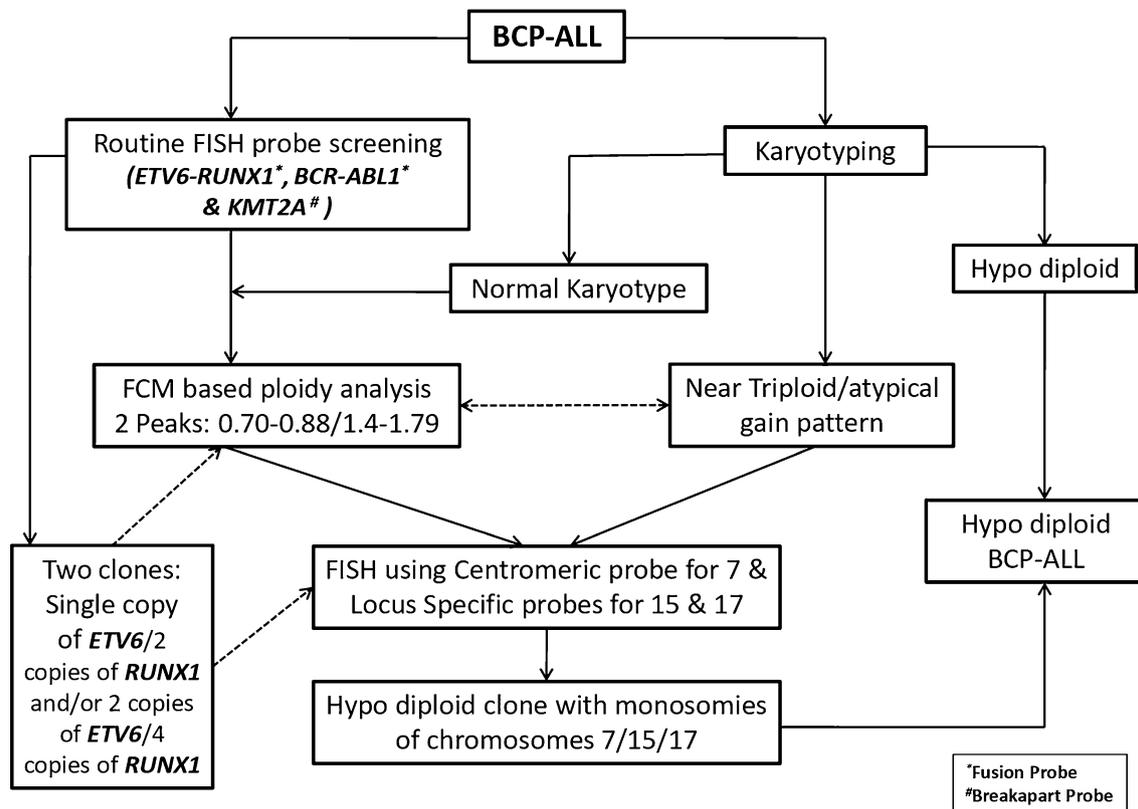 BCP-ALL
Routine FISH probe screening
(ETV6-RUNX1*, BCR-ABL1*
& KMT2A# )
Karyotyping
Normal Karyotype
Hypo diploid
FCM based ploidy analysis
2 Peaks: 0.70-0.88/1.4-1.79
Near Triploid/atypical
gain pattern
Hypo diploid
BCP-ALL
Two clones:
Single copy
of ETV6/2
copies of RUNX1
and/or 2 copies
of ETV6/4
copies of RUNX1
FISH using Centromeric probe for 7 &
Locus Specific probes for 15 & 17
Hypo diploid clone with monosomies
of chromosomes 7/15/17
*Fusion Probe
#Breakapart Probe